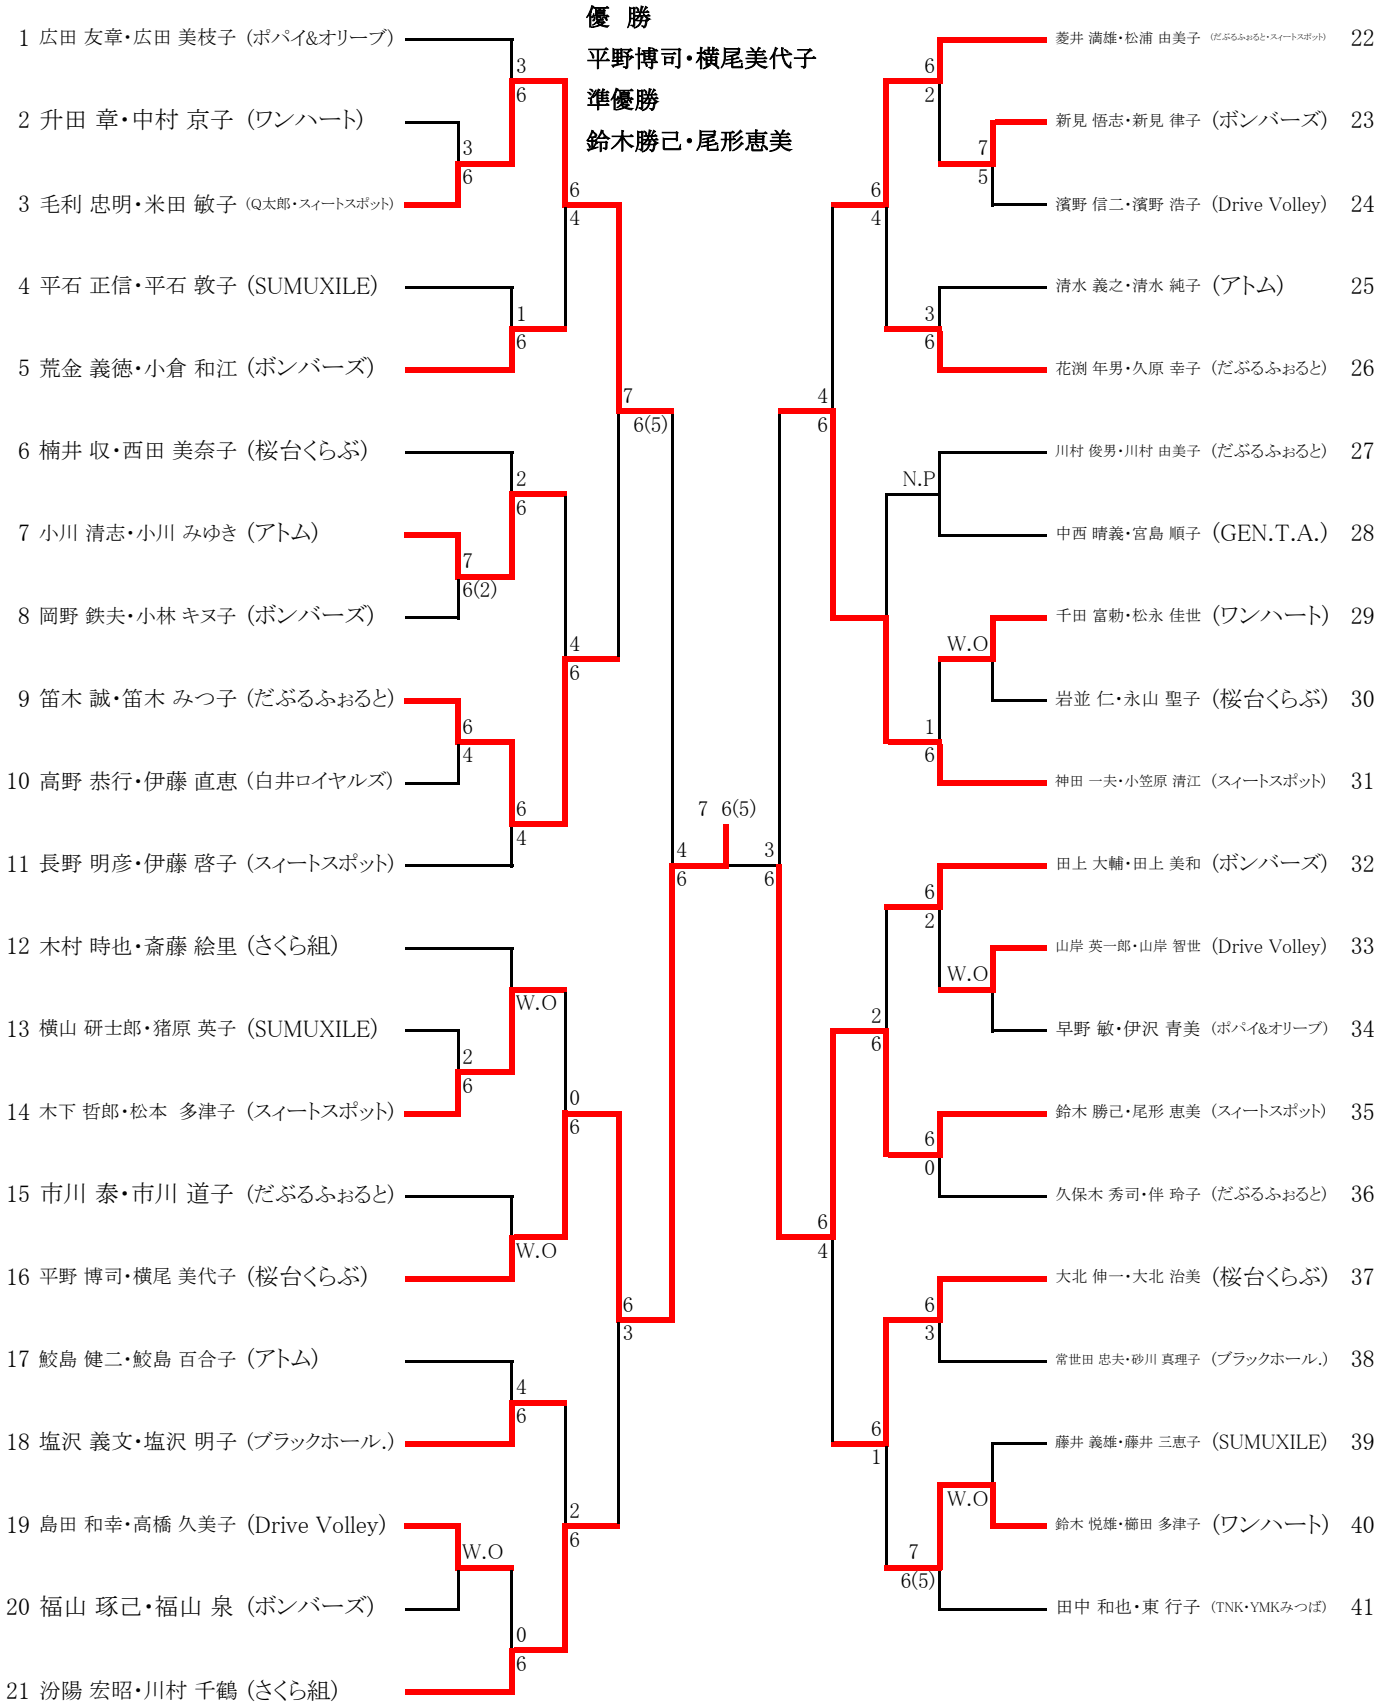 優 勝
平野博司・横尾美代子
準優勝
鈴木勝己・尾形恵美
1 広田 友章・広田 美枝子 (ポパイ&オリーブ)
2 升田 章・中村 京子 (ワンハート)
3 毛利 忠明・米田 敏子 (Q太郎・スィートスポット)
4 平石 正信・平石 敦子 (SUMUXILE)
5 荒金 義徳・小倉 和江 (ボンバーズ)
6 楠井 収・西田 美奈子 (桜台くらぶ)
7 小川 清志・小川 みゆき (アトム)
8 岡野 鉄夫・小林 キヌ子 (ボンバーズ)
9 笛木 誠・笛木 みつ子 (だぶるふぉると)
10 高野 恭行・伊藤 直恵 (白井ロイヤルズ)
11 長野 明彦・伊藤 啓子 (スィートスポット)
12 木村 時也・斎藤 絵里 (さくら組)
13 横山 研士郎・猪原 英子 (SUMUXILE)
14 木下 哲郎・松本 多津子 (スィートスポット)
15 市川 泰・市川 道子 (だぶるふぉると)
16 平野 博司・横尾 美代子 (桜台くらぶ)
17 鮫島 健二・鮫島 百合子 (アトム)
18 塩沢 義文・塩沢 明子 (ブラックホール.)
19 島田 和幸・高橋 久美子 (Drive Volley)
20 福山 琢己・福山 泉 (ボンバーズ)
21 汾陽 宏昭・川村 千鶴 (さくら組)
3
6
3
6
6
4
1
6
7
6(5)
2
6
7
6(2)
4
6
6
4
6
4
W.O
2
6
0
6
W.O
6
3
4
6
2
6
W.O
0
6
4
6
7 6(5)
3
6
菱井 満雄・松浦 由美子 (だぶるふぉると・スィートスポット) 22
新見 悟志・新見 律子 (ボンバーズ) 23
濱野 信二・濱野 浩子 (Drive Volley) 24
清水 義之・清水 純子 (アトム) 25
花渕 年男・久原 幸子 (だぶるふぉると) 26
川村 俊男・川村 由美子 (だぶるふぉると) 27
中西 晴義・宮島 順子 (GEN.T.A.) 28
千田 富勅・松永 佳世 (ワンハート) 29
岩並 仁・永山 聖子 (桜台くらぶ) 30
神田 一夫・小笠原 清江 (スィートスポット) 31
田上 大輔・田上 美和 (ボンバーズ) 32
山岸 英一郎・山岸 智世 (Drive Volley) 33
早野 敏・伊沢 青美 (ポパイ&オリーブ) 34
鈴木 勝己・尾形 恵美 (スィートスポット) 35
久保木 秀司・伴 玲子 (だぶるふぉると) 36
大北 伸一・大北 治美 (桜台くらぶ) 37
常世田 忠夫・砂川 真理子 (ブラックホール.) 38
藤井 義雄・藤井 三恵子 (SUMUXILE) 39
鈴木 悦雄・櫛田 多津子 (ワンハート) 40
田中 和也・東 行子 (TNK・YMKみつば) 41
6
2
7
5
6
4
3
6
4
6
N.P
W.O
1
6
6
2
W.O
2
6
6
0
6
4
6
3
6
1
W.O
7
6(5)